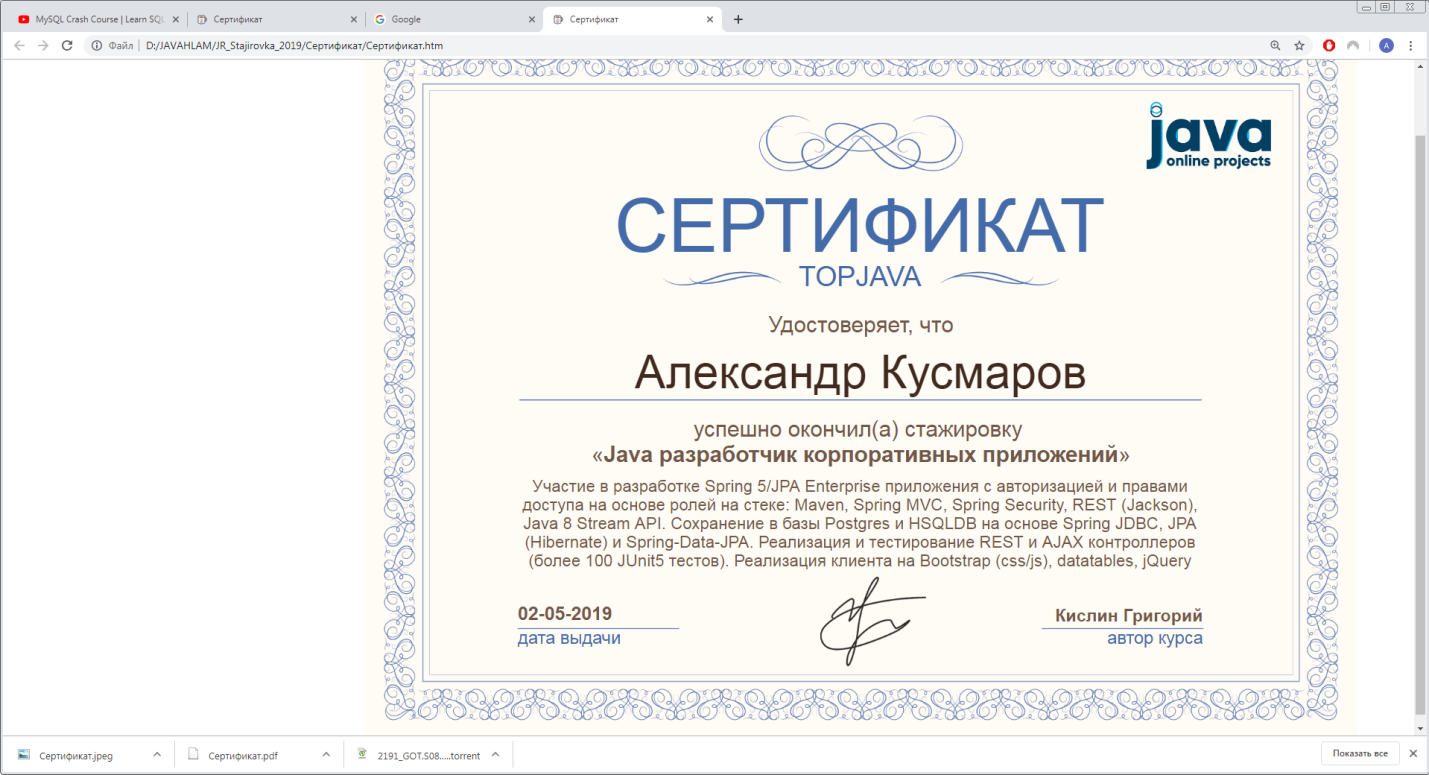 MySQL Crash Course | Learn SQL
Сертификат
Google
Сертификат
Файл
D:/JAVAHLAM/JR_Stajirovka_2019/Сертификат/Сертификат.htm
A
java
online projects
СЕРТИФИКАТ
TOPJAVA
Удостоверяет, что
Александр Кусмаров
успешно окончил(а) стажировку
«Java разработчик корпоративных приложений»
Участие в разработке Spring 5/JPA Enterprise приложения с авторизацией и правами
доступа на основе ролей на стеке: Maven, Spring MVC, Spring Security, REST (Jackson),
Java 8 Stream API. Сохранение в базы Postgres и HSQLDB на основе Spring JDBC, JPA
(Hibernate) и Spring-Data-JPA. Реализация и тестирование REST и AJAX контроллеров
(более 100 JUnit5 тестов). Реализация клиента на Bootstrap (css/js), datatables, jQuery
02-05-2019
дата выдачи
Кислин Григорий
автор курса
Сертификат.jpeg
Сертификат.pdf
2191_GOT.S08.....torrent
Показать все